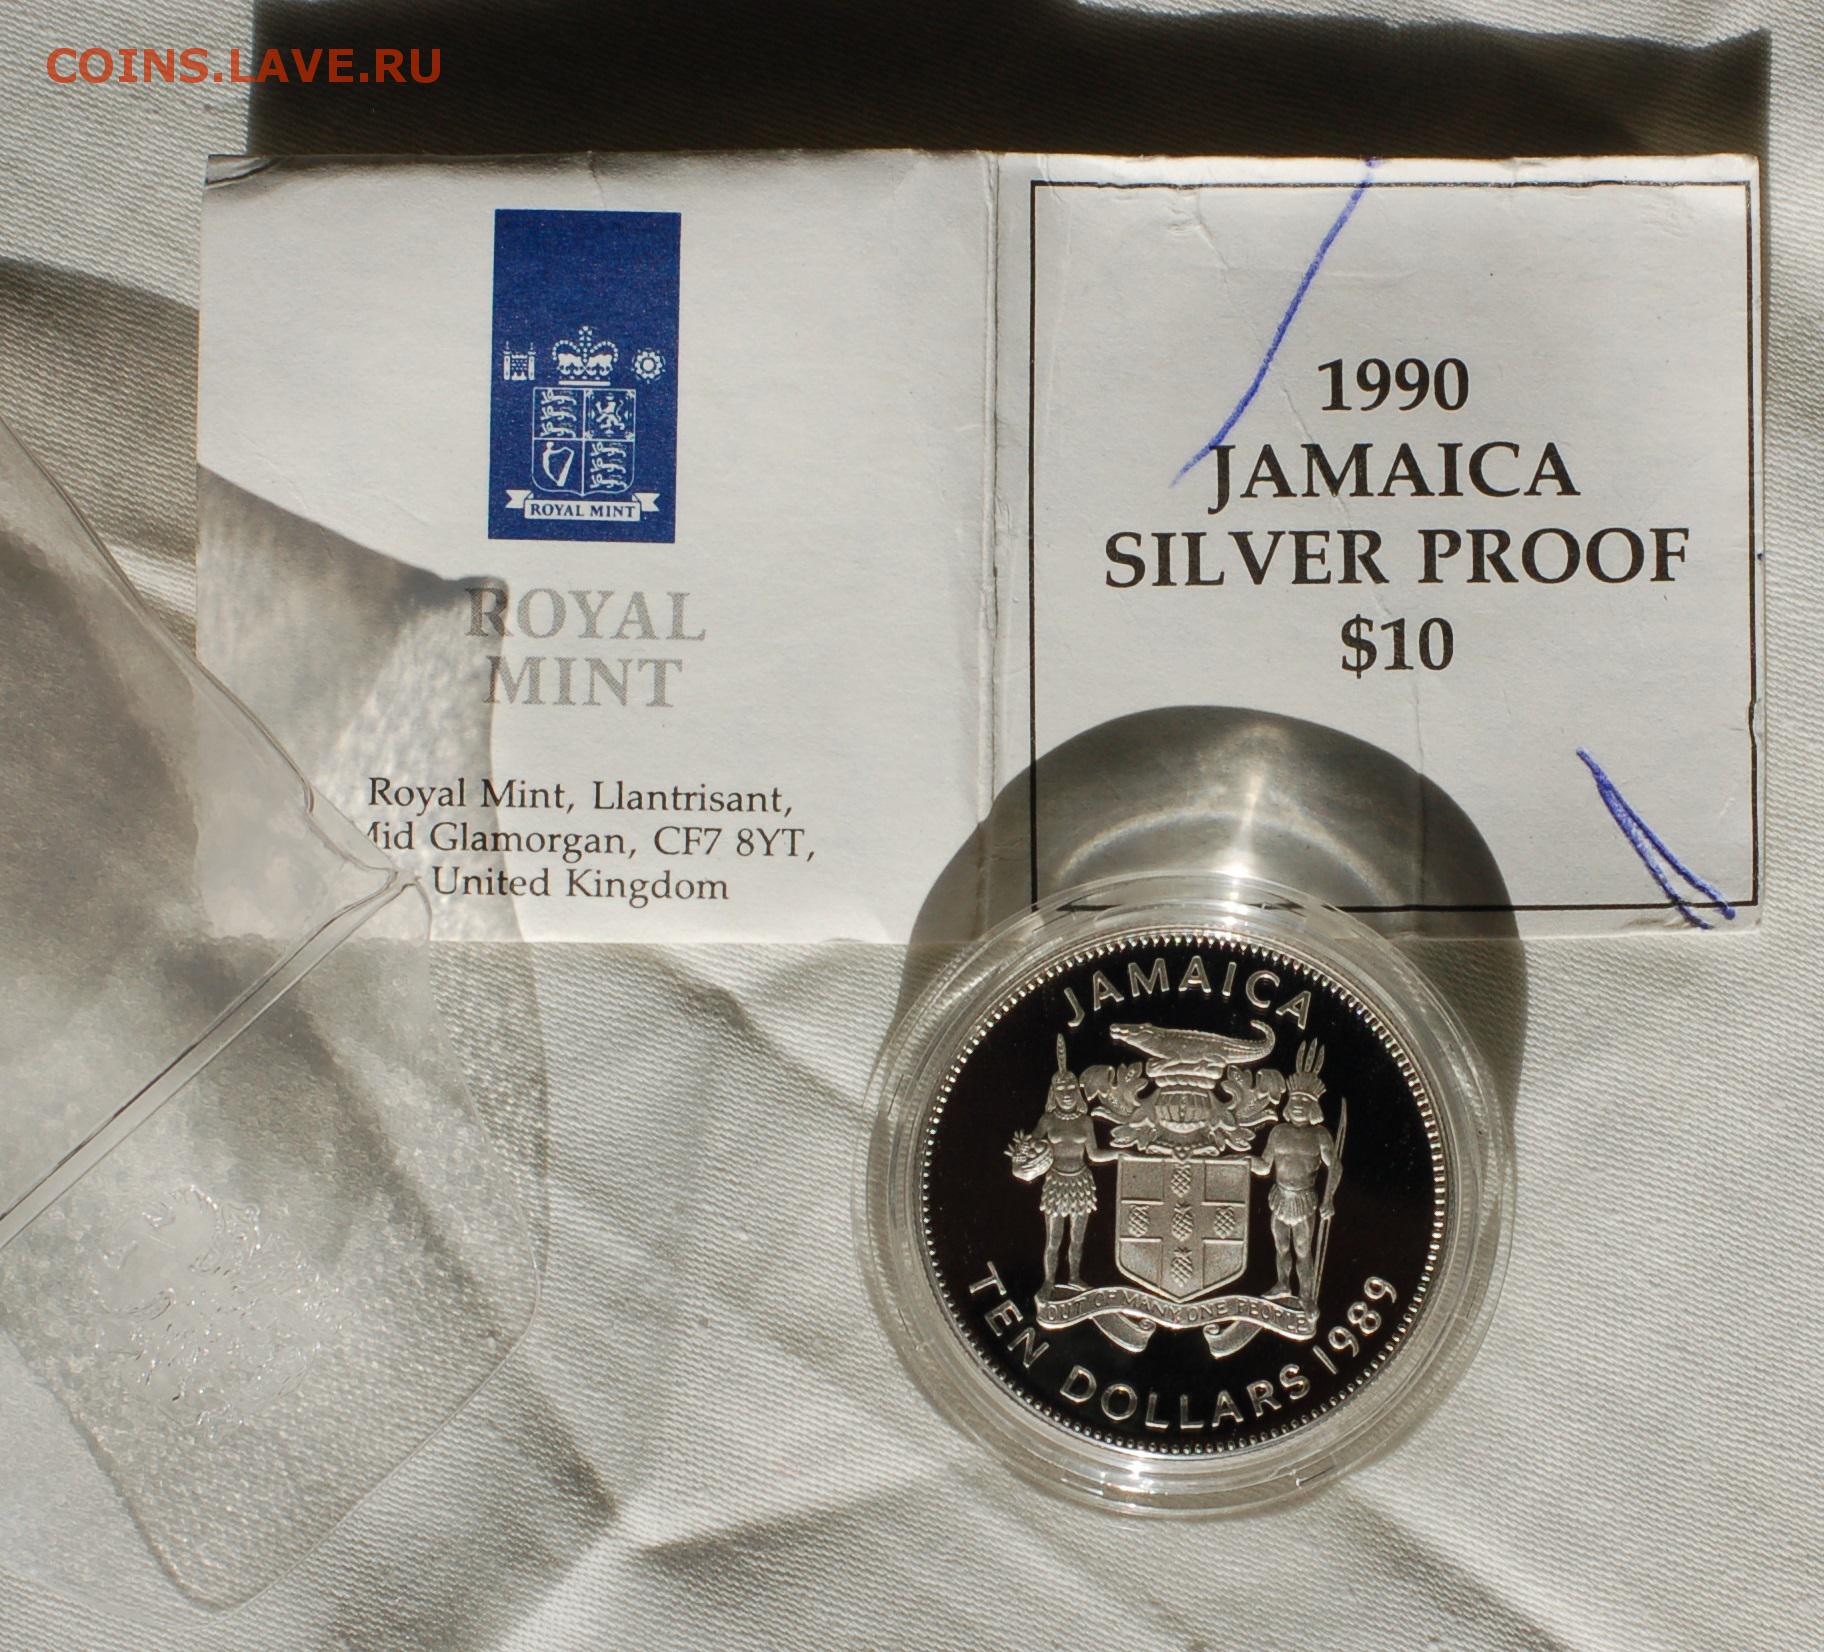 COINS.LAVE.RU
ROYAL MINT
ROYAL
MINT
Royal Mint, Llantrisant,
Mid Glamorgan, CF7 8YT,
United Kingdom
1990
JAMAICA
SILVER PROOF
$10
JAMAICA
OUT OF MANY, ONE PEOPLE
TEN DOLLARS 1989